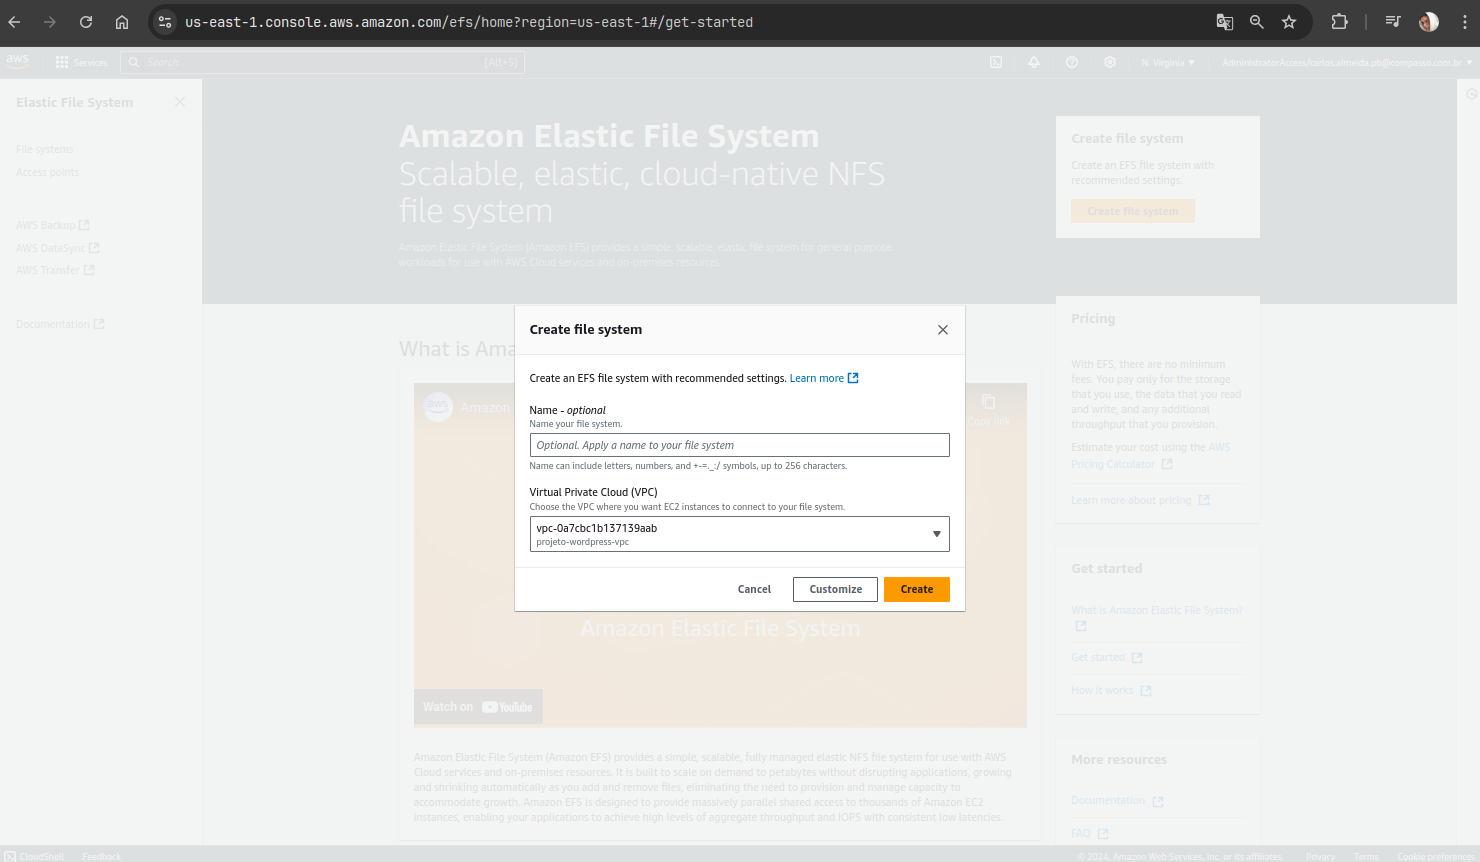 us-east-1.console.aws.amazon.com/efs/home?region=us-east-1#/get-started
aws
Services
Search
[Alt+S]
N. Virginia
AdministratorAccess/carlos.almeida.pb@compasso.com.br
Elastic File System
File systems
Access points
AWS Backup
AWS DataSync
AWS Transfer
Documentation
Amazon Elastic File System
Scalable, elastic, cloud-native NFS
file system
Amazon Elastic File System (Amazon EFS) provides a simple, scalable, elastic file system for general purpose
workloads for use with AWS Cloud services and on-premises resources.
Create file system
Create an EFS file system with
recommended settings.
Create file system
What is Ama
aws
Amazon
Copy link
Create file system
Create an EFS file system with recommended settings. Learn more
Name - optional
Name your file system.
Optional. Apply a name to your file system
Name can include letters, numbers, and +-=._:/ symbols, up to 256 characters.
Virtual Private Cloud (VPC)
Choose the VPC where you want EC2 instances to connect to your file system.
vpc-0a7cbc1b137139aab
projeto-wordpress-vpc
Cancel
Customize
Create
Amazon Elastic File System
Watch on YouTube
Amazon Elastic File System (Amazon EFS) provides a simple, scalable, fully managed elastic NFS file system for use with AWS
Cloud services and on-premises resources. It is built to scale on demand to petabytes without disrupting applications, growing
and shrinking automatically as you add and remove files, eliminating the need to provision and manage capacity to
accommodate growth. Amazon EFS is designed to provide massively parallel shared access to thousands of Amazon EC2
instances, enabling your applications to achieve high levels of aggregate throughput and IOPS with consistent low latencies.
Pricing
With EFS, there are no minimum
fees. You pay only for the storage
that you use, the data that you read
and write, and any additional
throughput that you provision.
Estimate your cost using the AWS
Pricing Calculator
Learn more about pricing
Get started
What is Amazon Elastic File System?
Get started
How it works
More resources
Documentation
FAQ
CloudShell
Feedback
© 2024, Amazon Web Services, Inc. or its affiliates.
Privacy
Terms
Cookie preferences